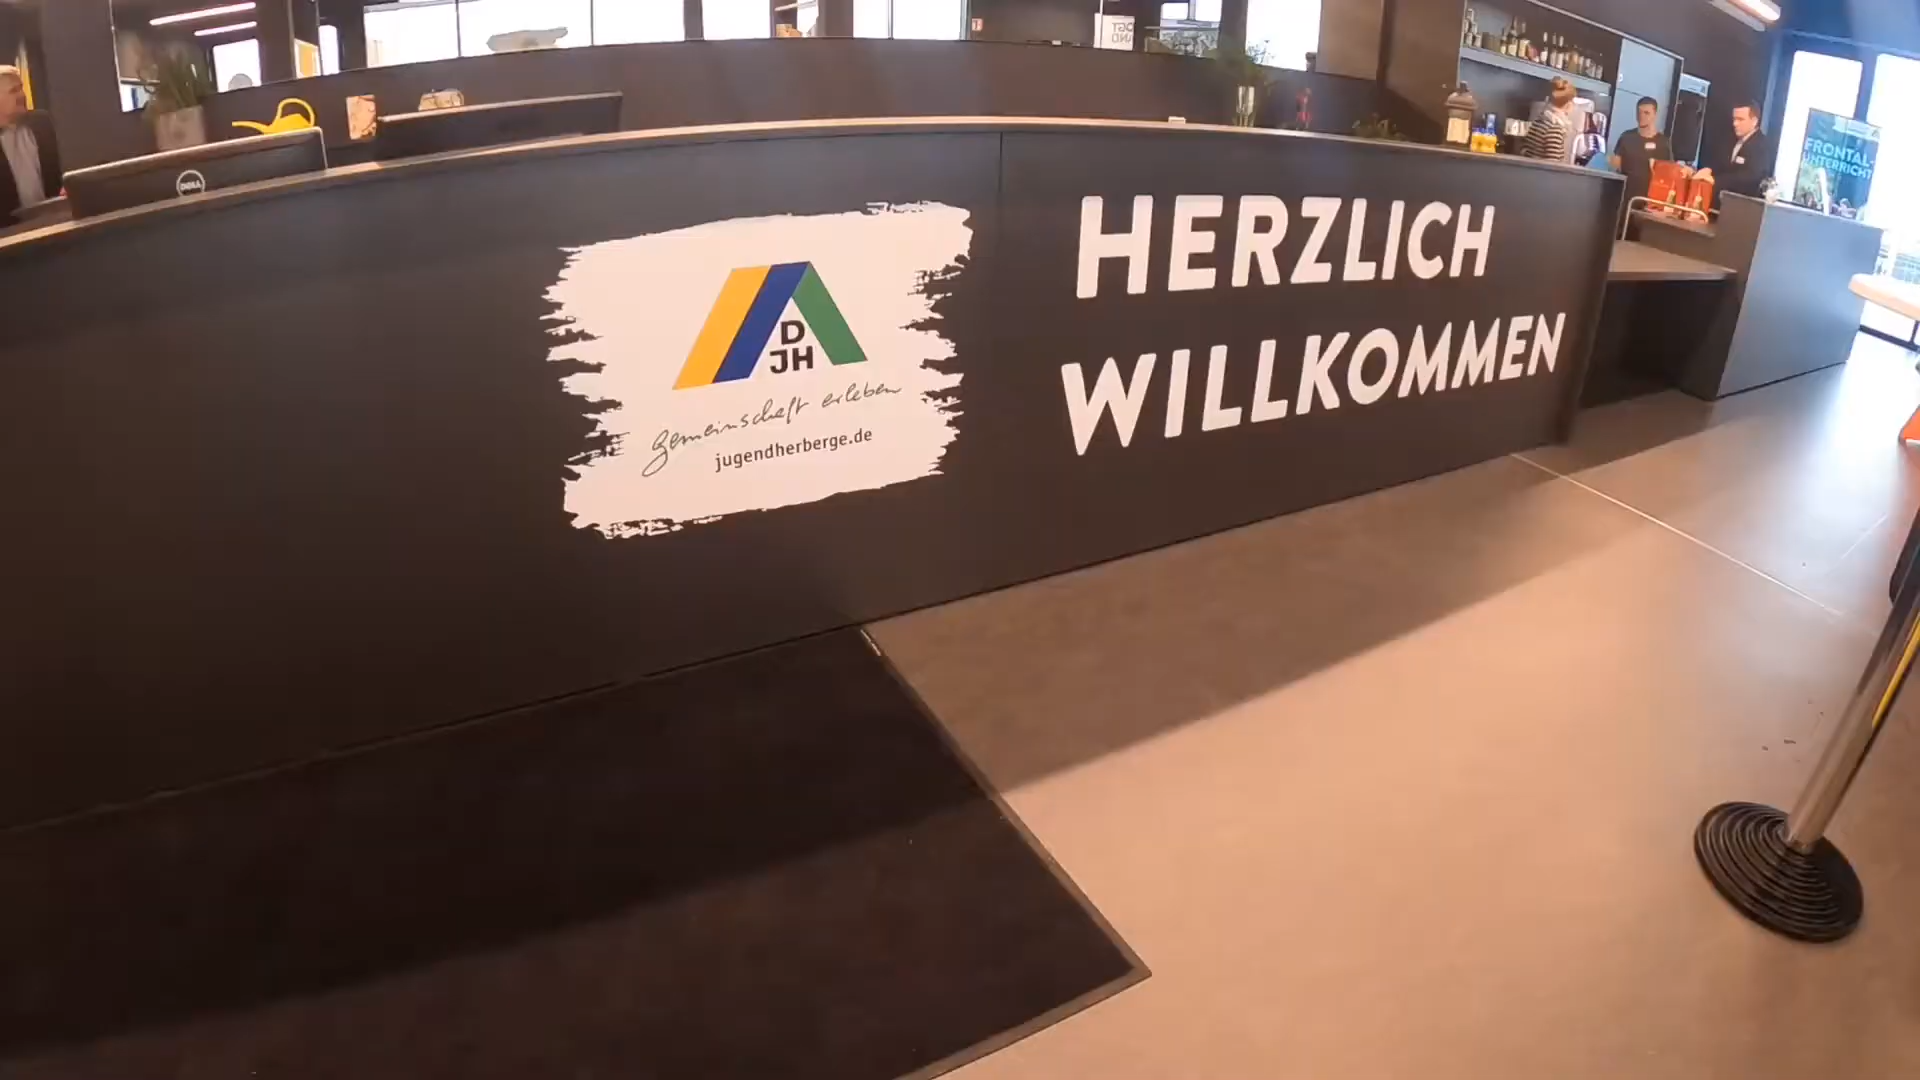 DELL
D
JH
gemeinschaft erleben
jugendherberge.de
HERZLICH
WILLKOMMEN
FRONTAL-
UNTERRICHT